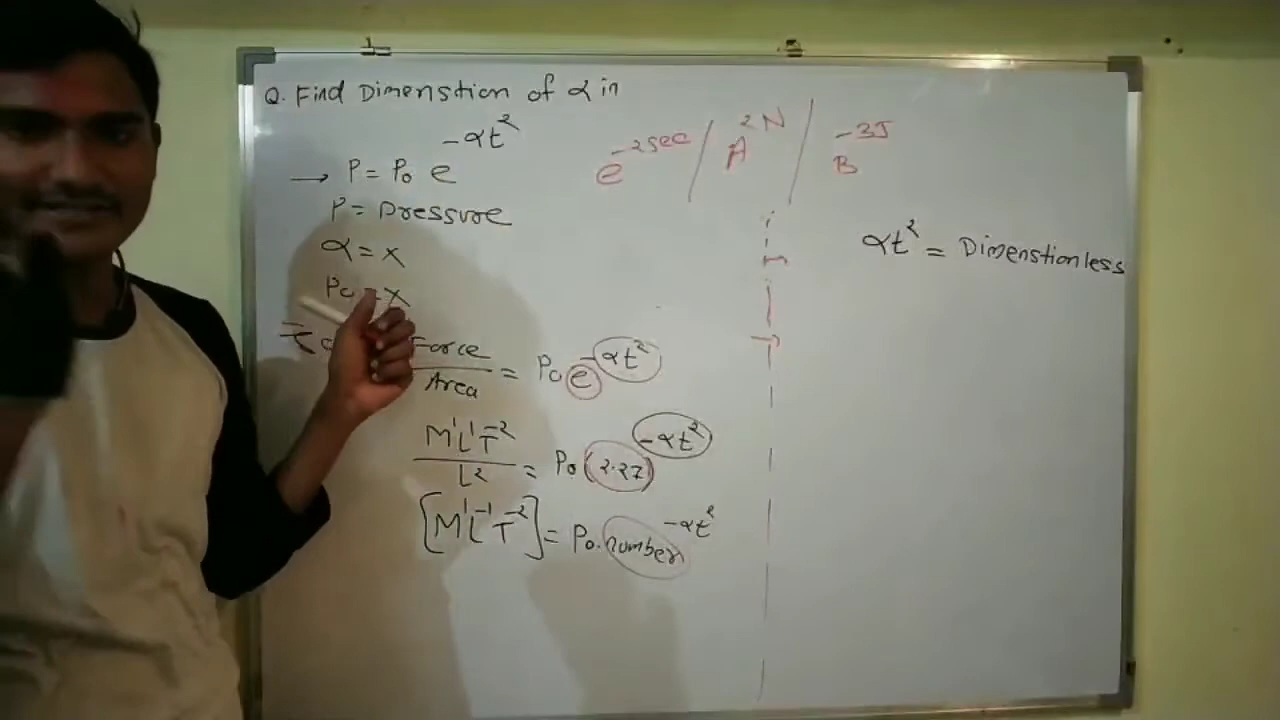 Q. Find Dimenstion of α in
→ P = P₀ e^-αt²
P = Pressure
α = x
P₀ = x
Force / Area = P₀ e^-αt²
M¹L¹T⁻² / L² = P₀ (2.27)^-αt²
[M¹L⁻¹T⁻²] = P₀. number^-αt²
e^-2sec / A^2N / B^-3J
αt² = Dimenstionless